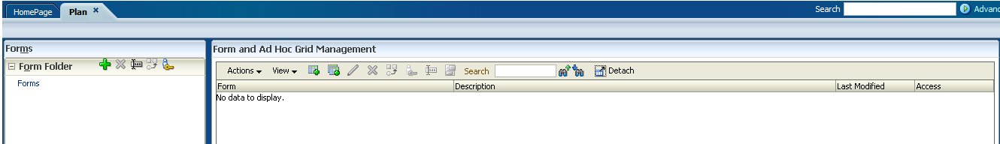 HomePage Plan Search Advanc
Forms Form and Ad Hoc Grid Management
Form Folder Actions View Search Detach
Forms Form Description Last Modified Access
No data to display.